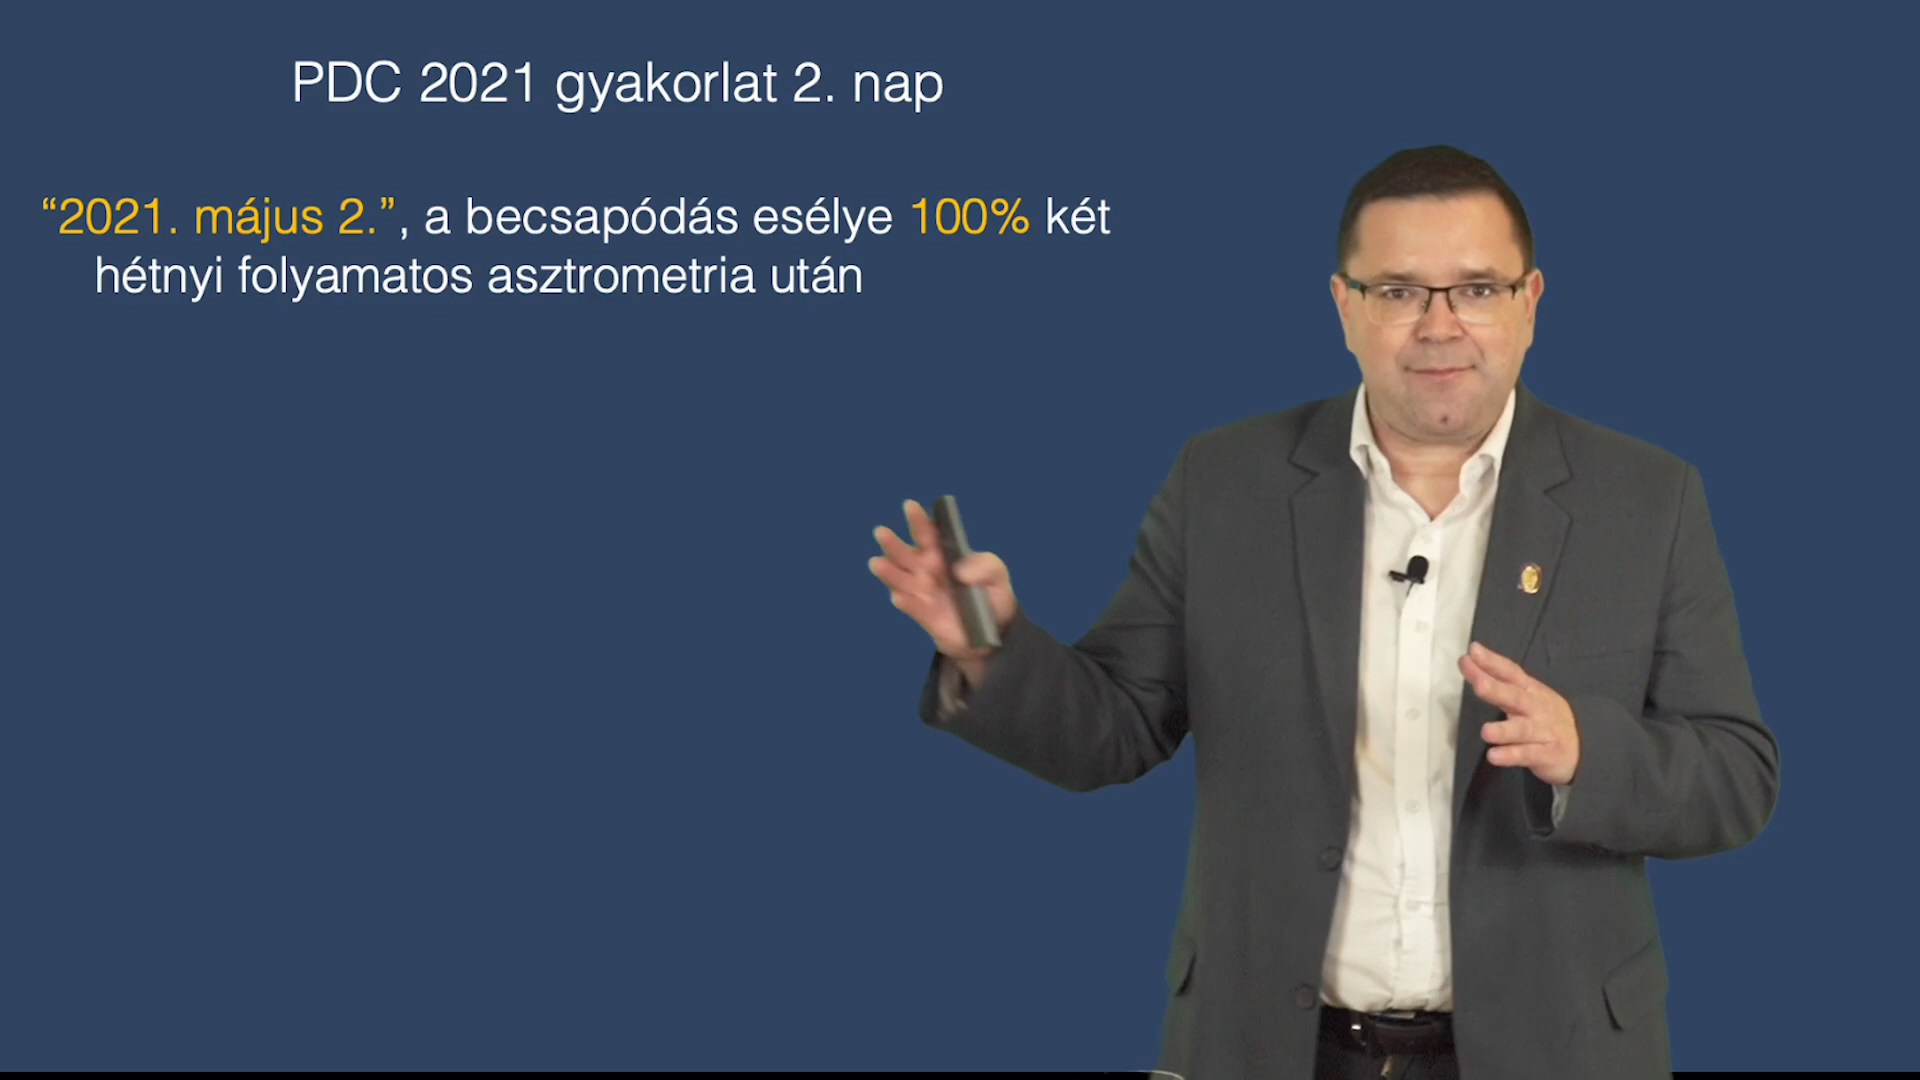 PDC 2021 gyakorlat 2. nap
“2021. május 2.”, a becsapódás esélye 100% két
hétnyi folyamatos asztrometria után